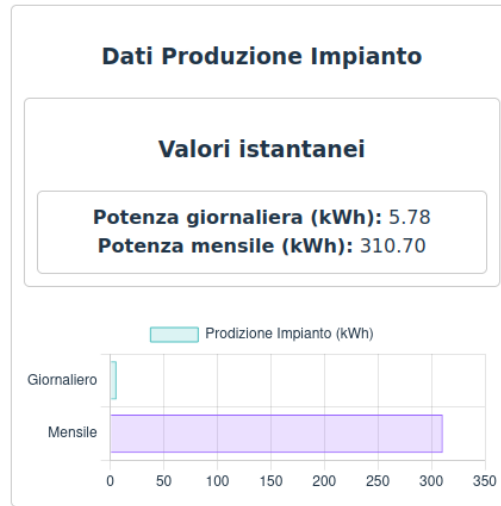 Dati Produzione Impianto
Valori istantanei
Potenza giornaliera (kWh): 5.78
Potenza mensile (kWh): 310.70
Prodizione Impianto (kWh)
Giornaliero
Mensile
0 50 100 150 200 250 300 350